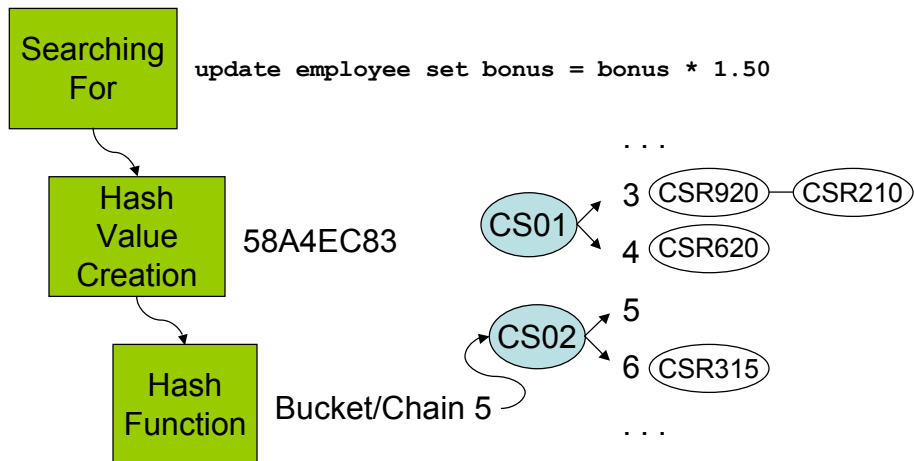 Searching
For
update employee set bonus = bonus * 1.50
Hash
Value
Creation
58A4EC83
Hash
Function
Bucket/Chain 5
. . .
CS01
3 CSR920 CSR210
4 CSR620
CS02
5
6 CSR315
. . .